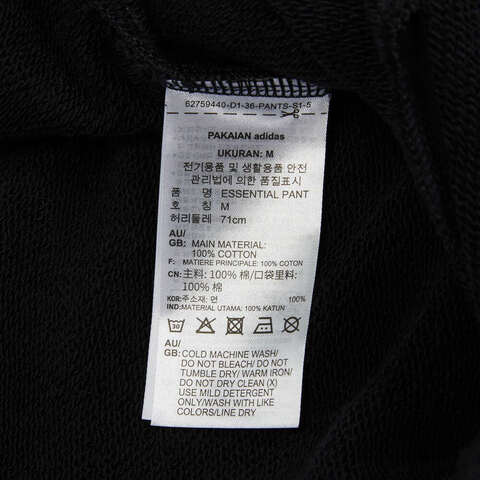 62759440-D1-36-PANTS-S1-5
PAKAIAN adidas
UKURAN: M
전기용품 및 생활용품 안전
관리법에 의한 품질표시
품 명 ESSENTIAL PANT
호 칭 M
허리둘레 71cm
AU/
GB: MAIN MATERIAL:
100% COTTON
F: MATIERE PRINCIPALE: 100% COTON
CN: 主料: 100% 棉/口袋里料:
100% 棉
KOR:주소재: 면 100%
IND:MATERIAL UTAMA: 100% KATUN
30
AU/
GB: COLD MACHINE WASH/
DO NOT BLEACH/DO NOT
TUMBLE DRY/ WARM IRON/
DO NOT DRY CLEAN (X)
USE MILD DETERGENT
ONLY/WASH WITH LIKE
COLORS/LINE DRY